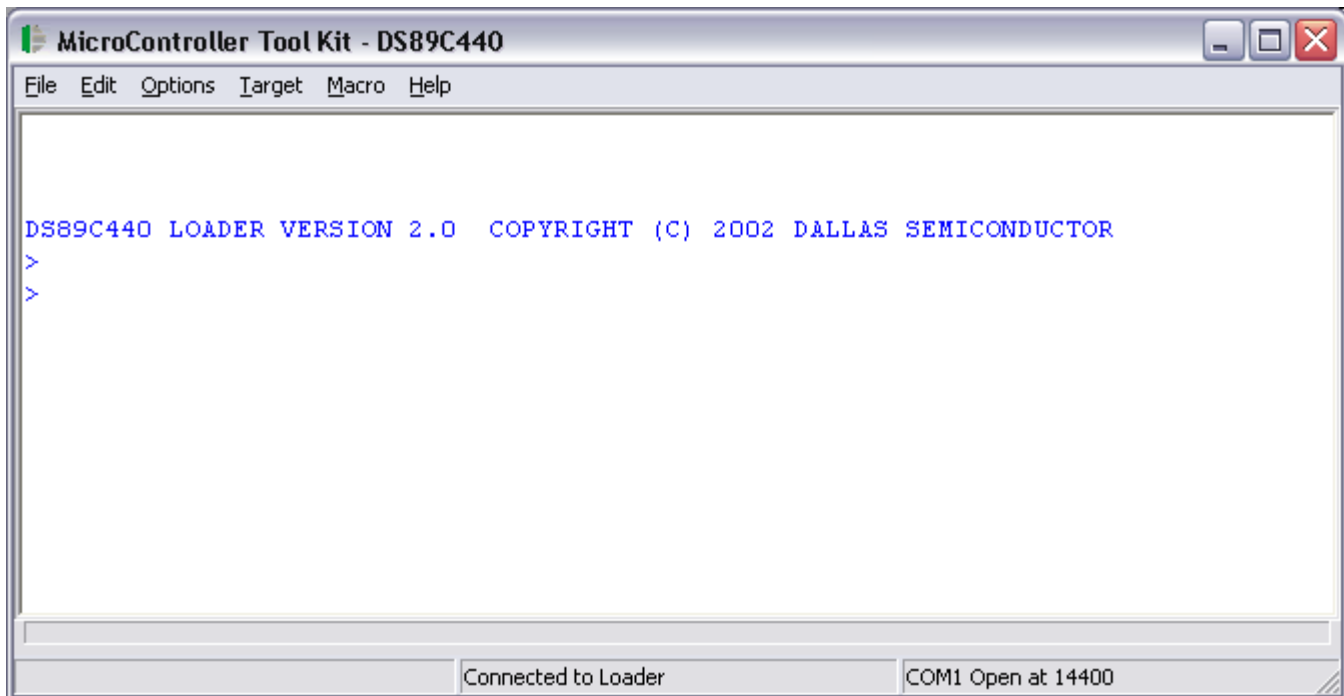 MicroController Tool Kit - DS89C440
File Edit Options Target Macro Help
DS89C440 LOADER VERSION 2.0  COPYRIGHT (C) 2002 DALLAS SEMICONDUCTOR
>
>
Connected to Loader
COM1 Open at 14400